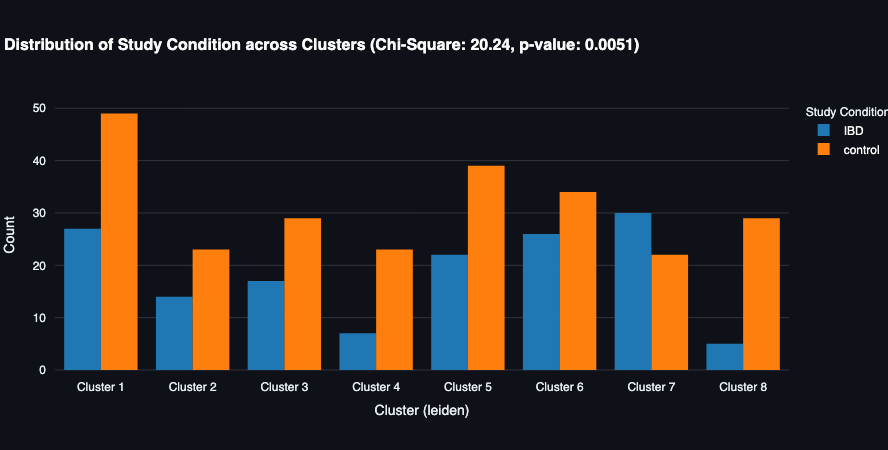 Distribution of Study Condition across Clusters (Chi-Square: 20.24, p-value: 0.0051)
Study Condition
IBD
control
Count
50
40
30
20
10
0
Cluster 1 Cluster 2 Cluster 3 Cluster 4 Cluster 5 Cluster 6 Cluster 7 Cluster 8
Cluster (leiden)